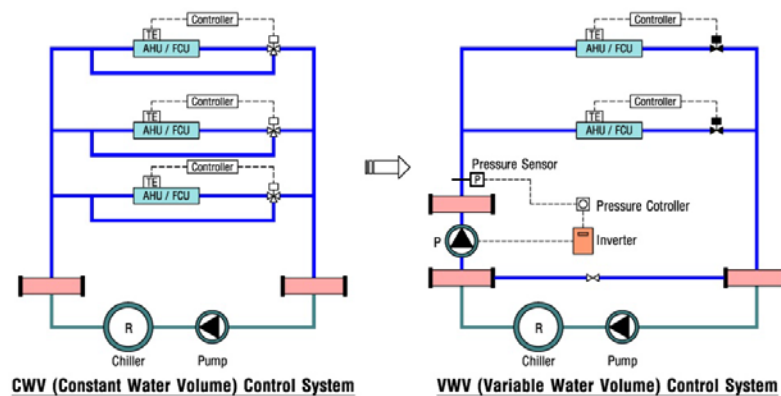 Controller
TE
AHU / FCU
Controller
TE
AHU / FCU
Controller
TE
AHU / FCU
R
Chiller
Pump
CWV (Constant Water Volume) Control System
Controller
TE
AHU / FCU
Controller
TE
AHU / FCU
Pressure Sensor
P
Pressure Cotroller
P
Inverter
R
Chiller
Pump
VWV (Variable Water Volume) Control System